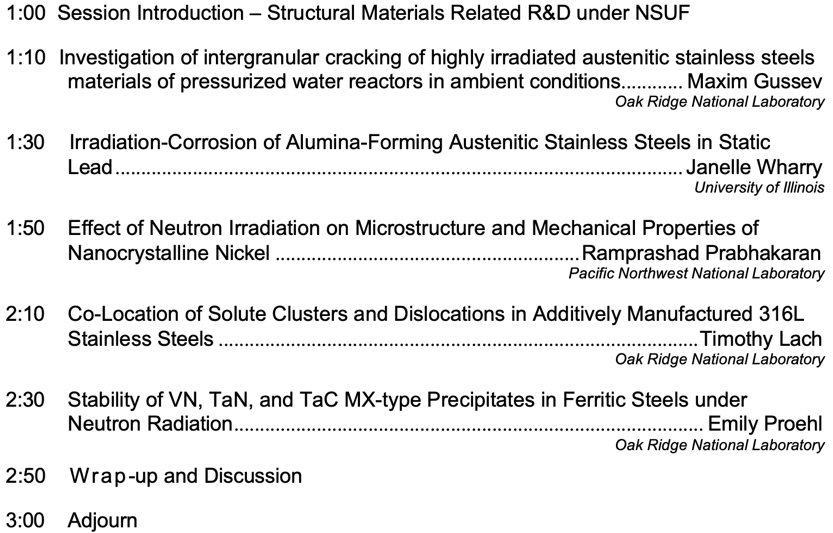 1:00 Session Introduction – Structural Materials Related R&D under NSUF
1:10 Investigation of intergranular cracking of highly irradiated austenitic stainless steels
materials of pressurized water reactors in ambient conditions............ Maxim Gussev
Oak Ridge National Laboratory
1:30 Irradiation-Corrosion of Alumina-Forming Austenitic Stainless Steels in Static
Lead............................................................................................................. Janelle Wharry
University of Illinois
1:50 Effect of Neutron Irradiation on Microstructure and Mechanical Properties of
Nanocrystalline Nickel ..........................................................Ramprashad Prabhakaran
Pacific Northwest National Laboratory
2:10 Co-Location of Solute Clusters and Dislocations in Additively Manufactured 316L
Stainless Steels ............................................................................................Timothy Lach
Oak Ridge National Laboratory
2:30 Stability of VN, TaN, and TaC MX-type Precipitates in Ferritic Steels under
Neutron Radiation.......................................................................................... Emily Proehl
Oak Ridge National Laboratory
2:50 Wrap-up and Discussion
3:00 Adjourn